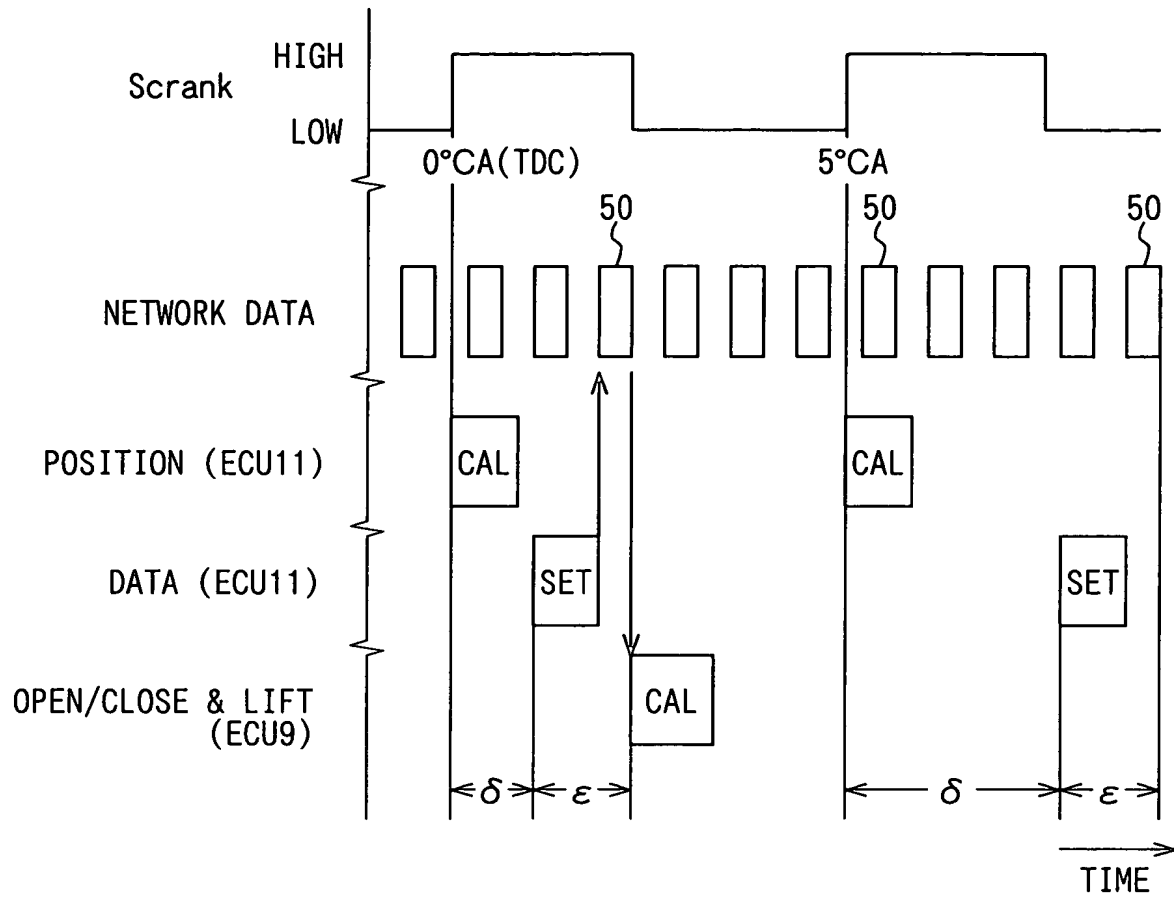 HIGH
Scrank
LOW
0°CA(TDC)
5°CA
50
50
50
NETWORK DATA
POSITION (ECU11)
CAL
CAL
DATA (ECU11)
SET
SET
OPEN/CLOSE & LIFT
(ECU9)
CAL
δ
ε
δ
ε
TIME